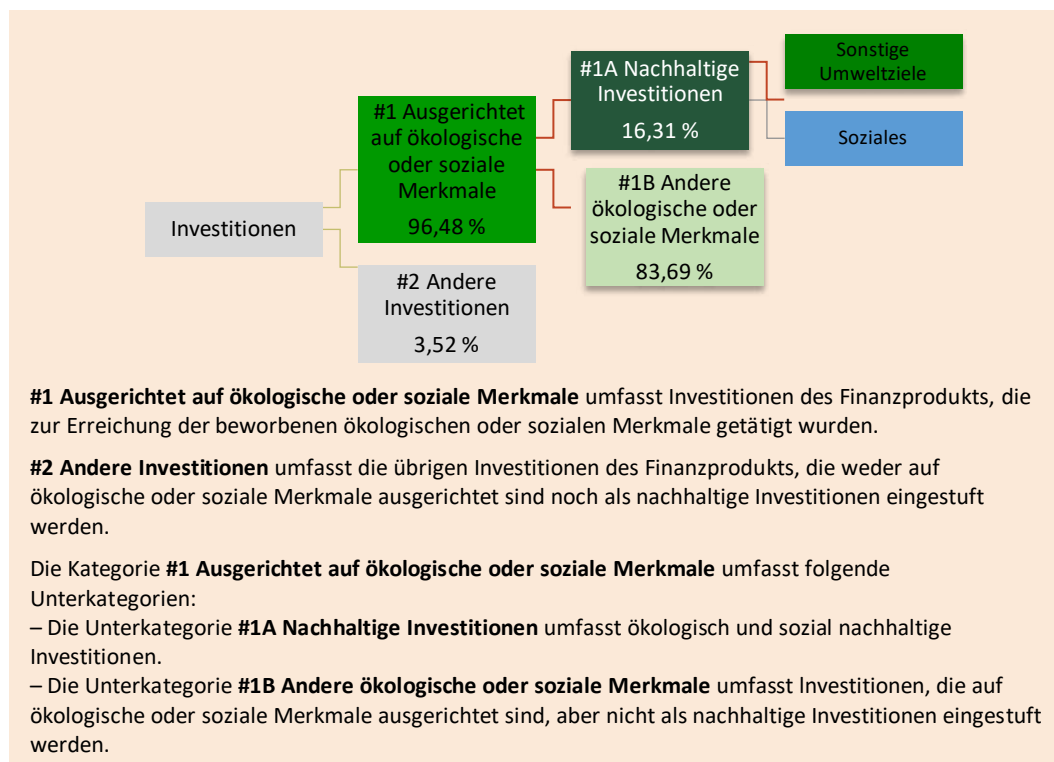 Investitionen
#1 Ausgerichtet
auf ökologische
oder soziale
Merkmale
96,48 %
#2 Andere
Investitionen
3,52 %
#1A Nachhaltige
Investitionen
16,31 %
#1B Andere
ökologische oder
soziale Merkmale
83,69 %
Sonstige
Umweltziele
Soziales
#1 Ausgerichtet auf ökologische oder soziale Merkmale umfasst Investitionen des Finanzprodukts, die
zur Erreichung der beworbenen ökologischen oder sozialen Merkmale getätigt wurden.
#2 Andere Investitionen umfasst die übrigen Investitionen des Finanzprodukts, die weder auf
ökologische oder soziale Merkmale ausgerichtet sind noch als nachhaltige Investitionen eingestuft
werden.
Die Kategorie #1 Ausgerichtet auf ökologische oder soziale Merkmale umfasst folgende
Unterkategorien:
– Die Unterkategorie #1A Nachhaltige Investitionen umfasst ökologisch und sozial nachhaltige
Investitionen.
– Die Unterkategorie #1B Andere ökologische oder soziale Merkmale umfasst Investitionen, die auf
ökologische oder soziale Merkmale ausgerichtet sind, aber nicht als nachhaltige Investitionen eingestuft
werden.